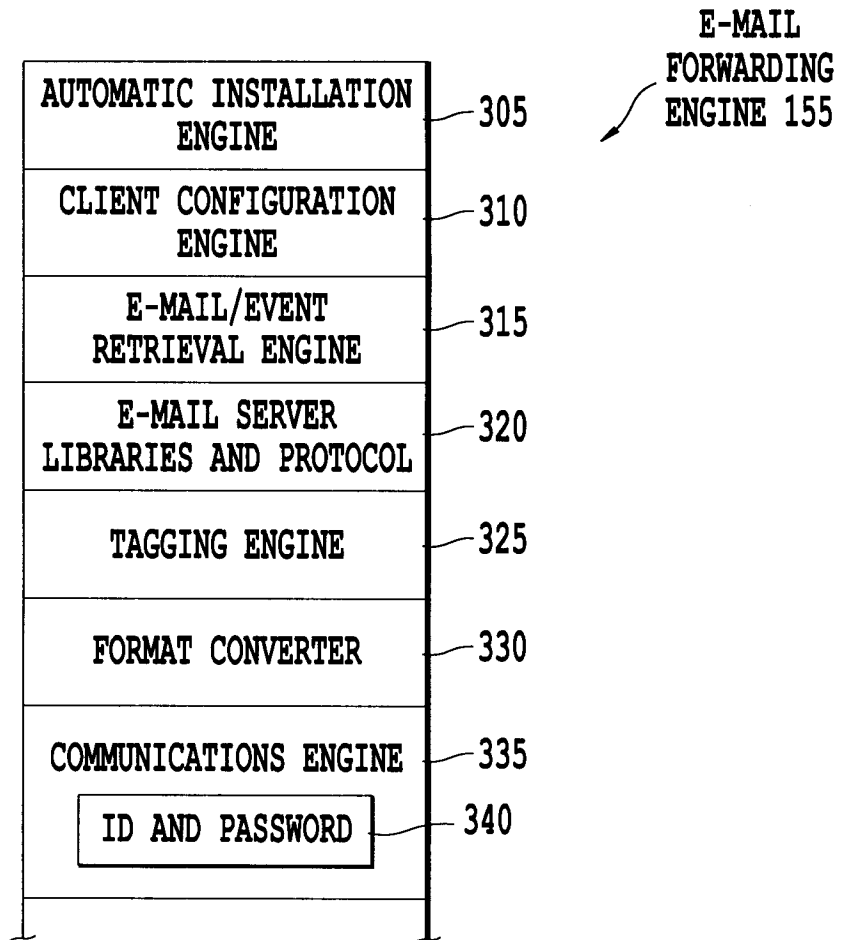 E-MAIL
FORWARDING
ENGINE 155
AUTOMATIC INSTALLATION
ENGINE
305
CLIENT CONFIGURATION
ENGINE
310
E-MAIL/EVENT
RETRIEVAL ENGINE
315
E-MAIL SERVER
LIBRARIES AND PROTOCOL
320
TAGGING ENGINE
325
FORMAT CONVERTER
330
COMMUNICATIONS ENGINE
335
ID AND PASSWORD
340